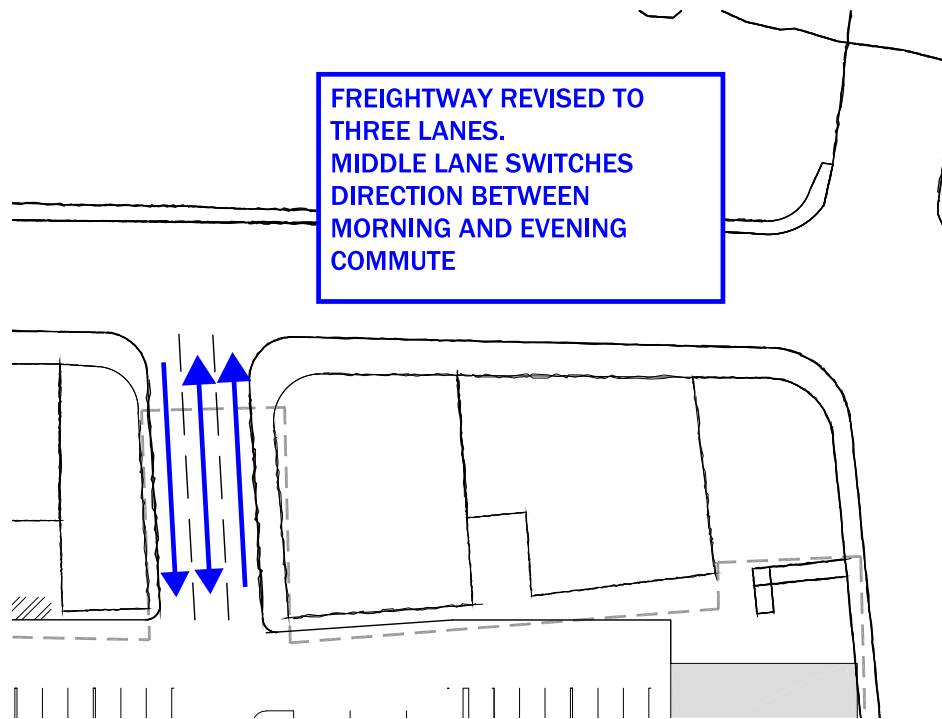 FREIGHTWAY REVISED TO
THREE LANES.
MIDDLE LANE SWITCHES
DIRECTION BETWEEN
MORNING AND EVENING
COMMUTE